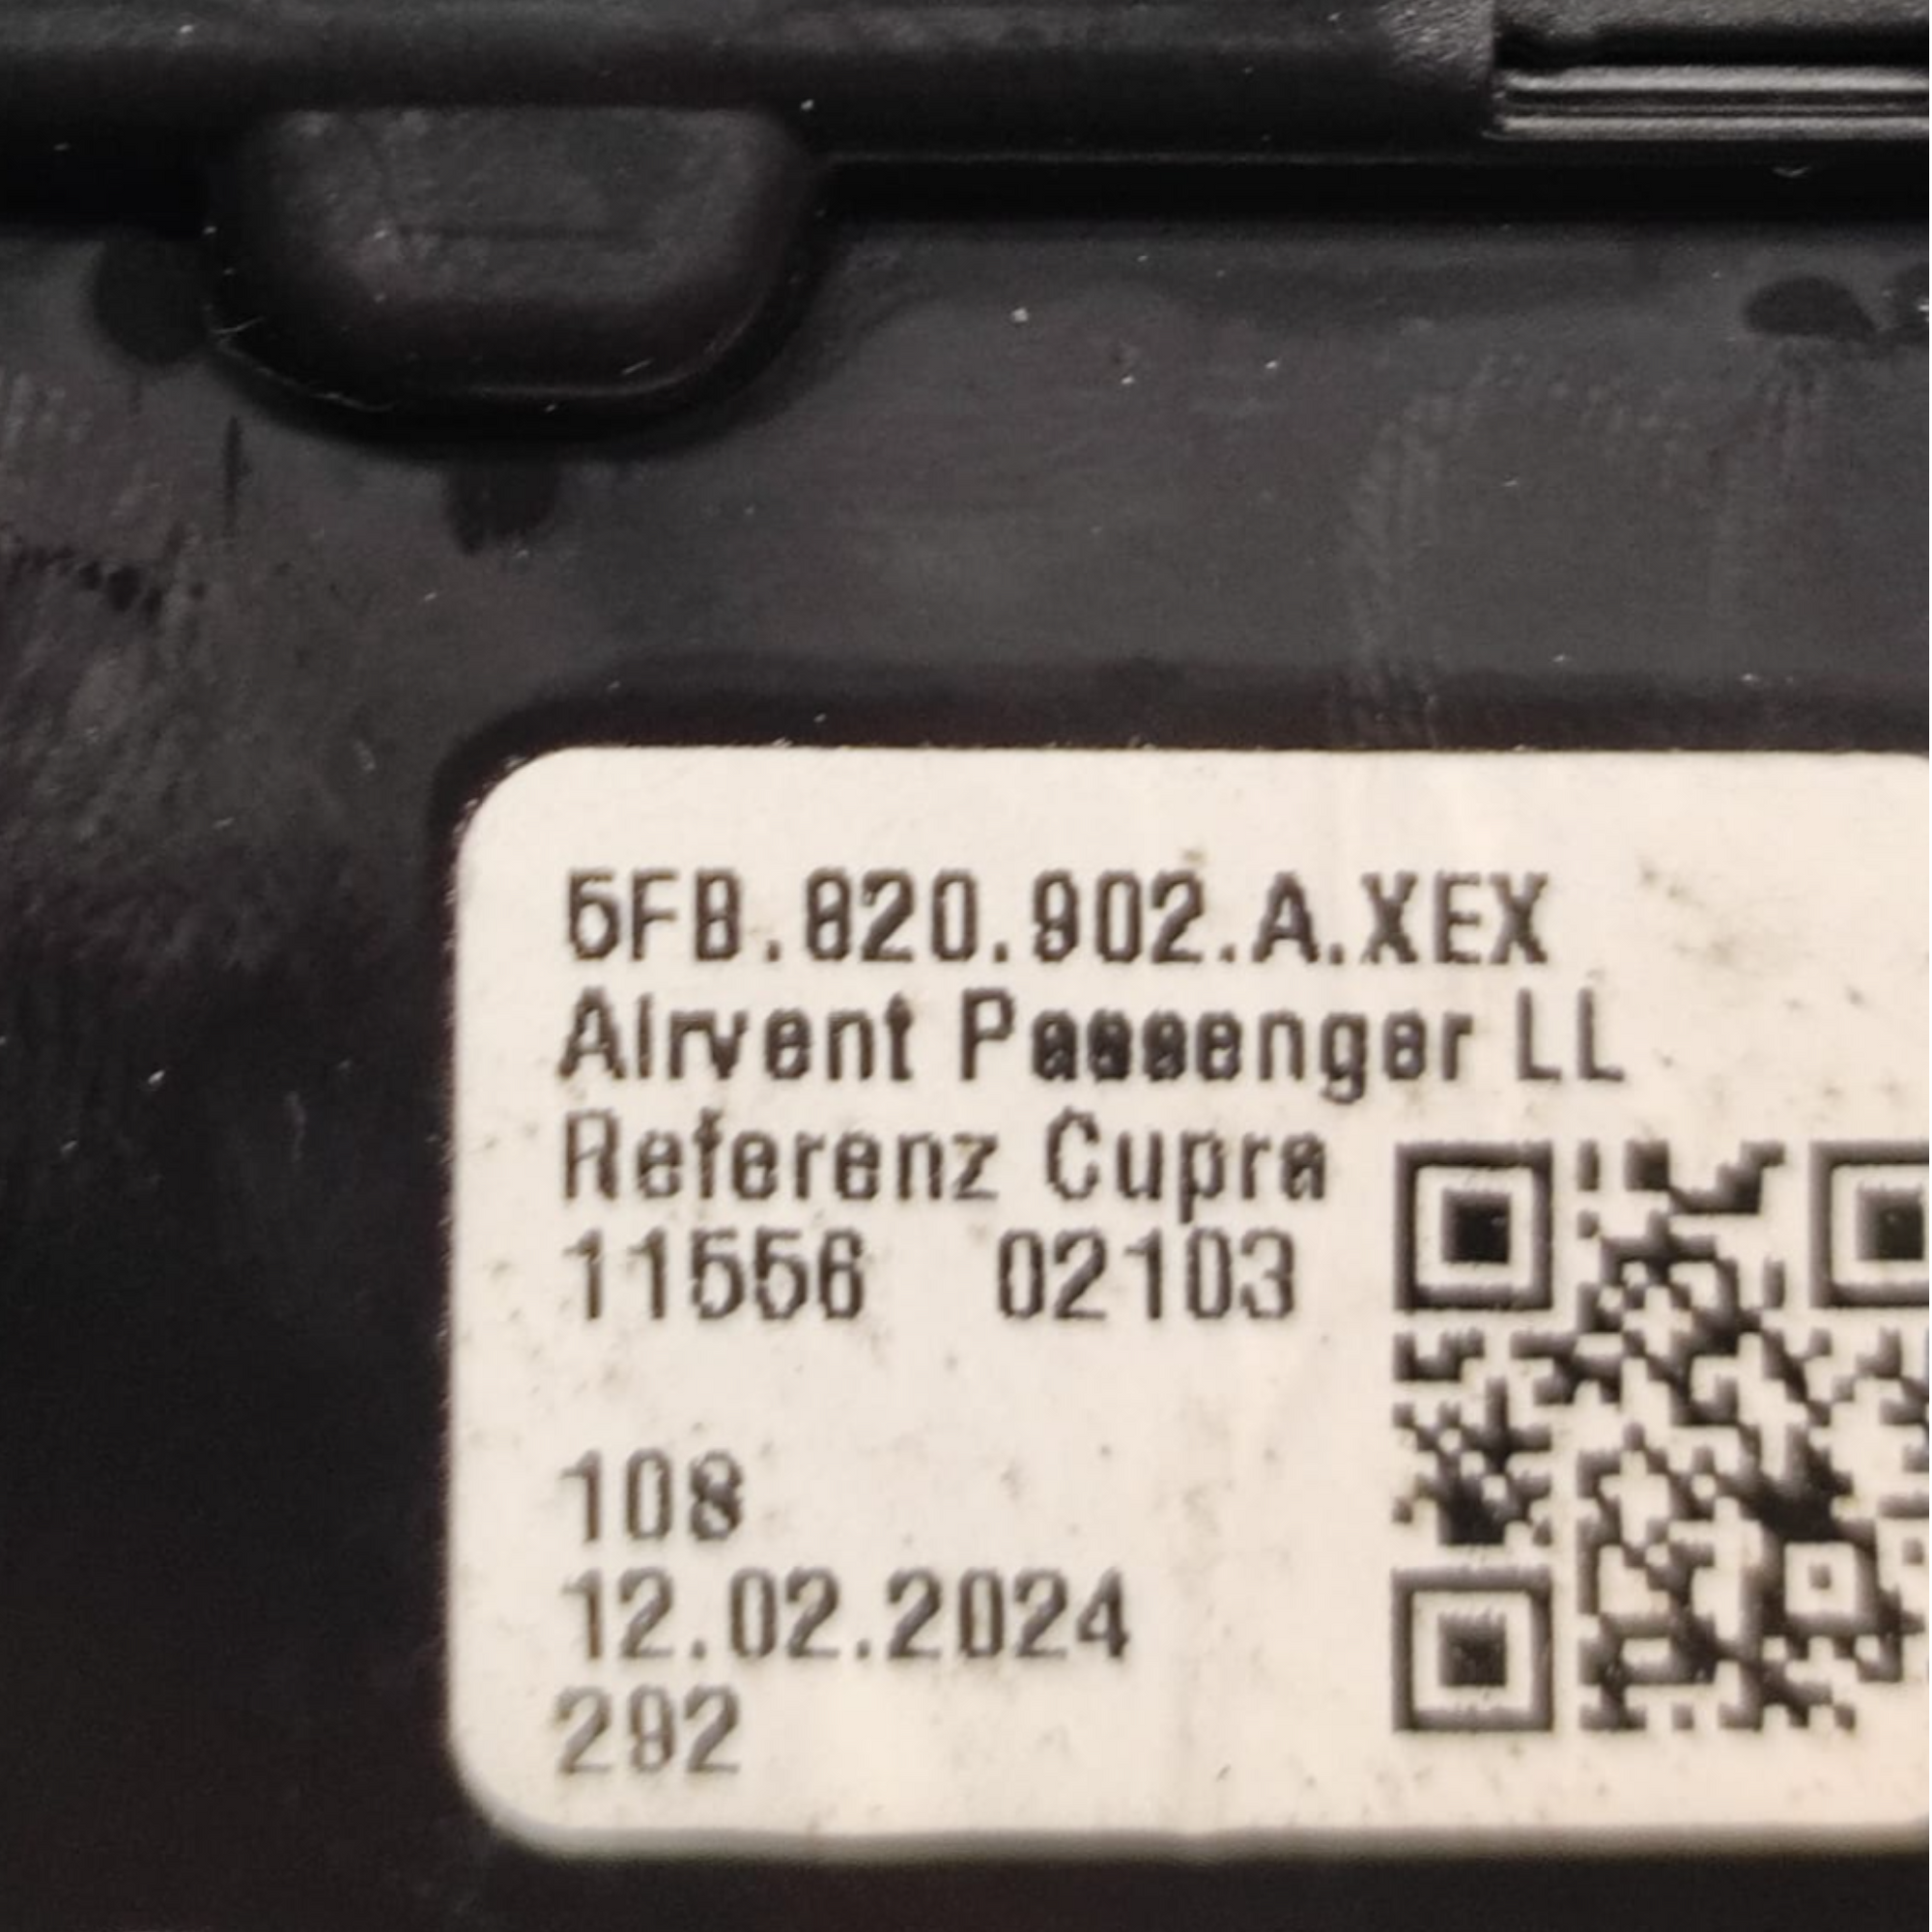 5FB.820.902.A.XEX
Airvent Passenger LL
Referenz Cupra
11556 02103
108
12.02.2024
292